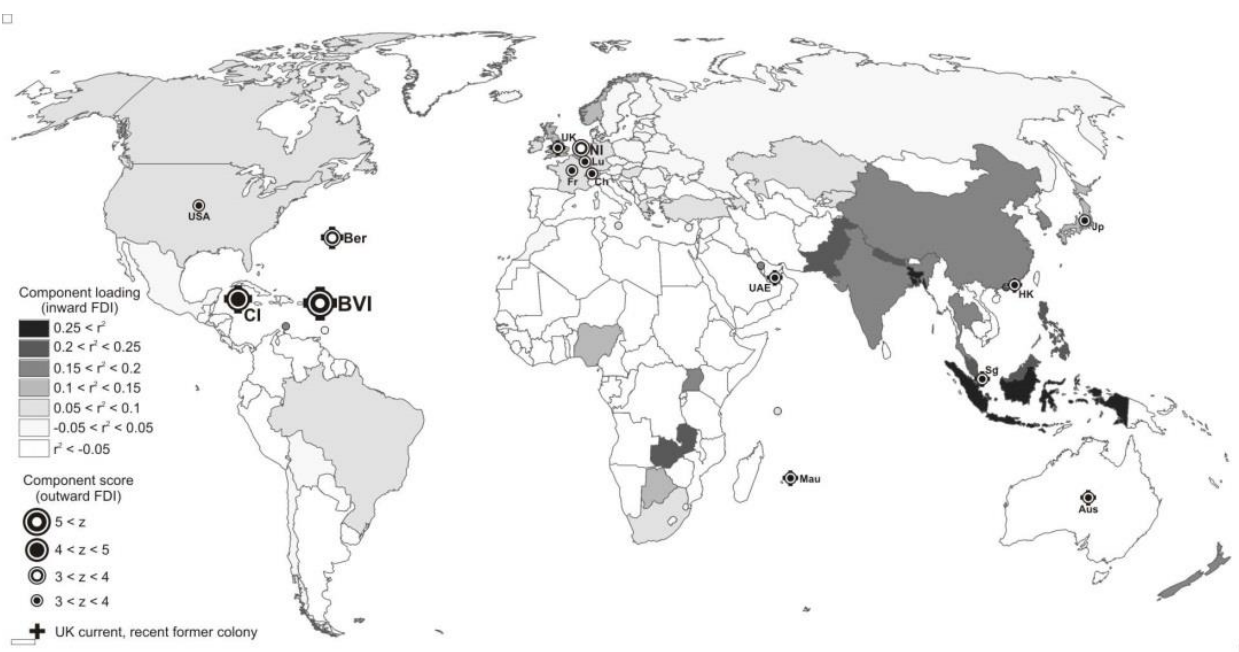 UK
NI
Lu
Fr
Ch
USA
Ber
Jp
UAE
HK
CI
BVI
Sg
Mau
Aus
Component loading
(inward FDI)
0.25 < r²
0.2 < r² < 0.25
0.15 < r² < 0.2
0.1 < r² < 0.15
0.05 < r² < 0.1
-0.05 < r² < 0.05
r² < -0.05
Component score
(outward FDI)
5 < z
4 < z < 5
3 < z < 4
3 < z < 4
UK current, recent former colony